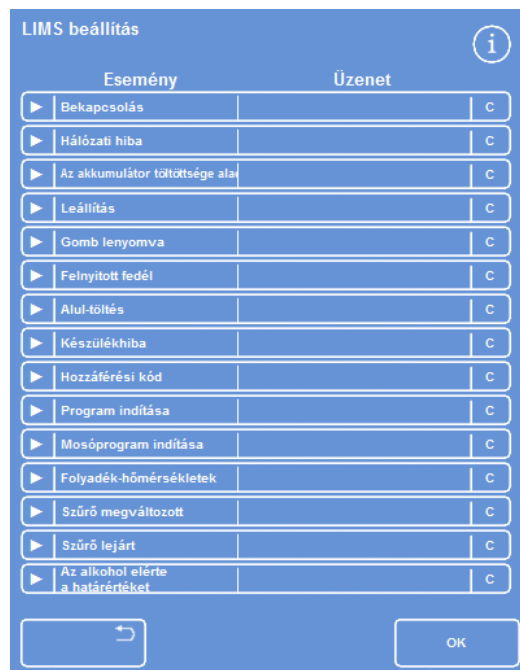 LIMS beállítás
i
Esemény Üzenet
▶ Bekapcsolás C
▶ Hálózati hiba C
▶ Az akkumulátor töltöttsége alac C
▶ Leállítás C
▶ Gomb lenyomva C
▶ Felnyitott fedél C
▶ Alul-töltés C
▶ Készülékhiba C
▶ Hozzáférési kód C
▶ Program indítása C
▶ Mosóprogram indítása C
▶ Folyadék-hőmérsékletek C
▶ Szűrő megváltozott C
▶ Szűrő lejárt C
▶ Az alkohol elérte
a határértéket C
OK